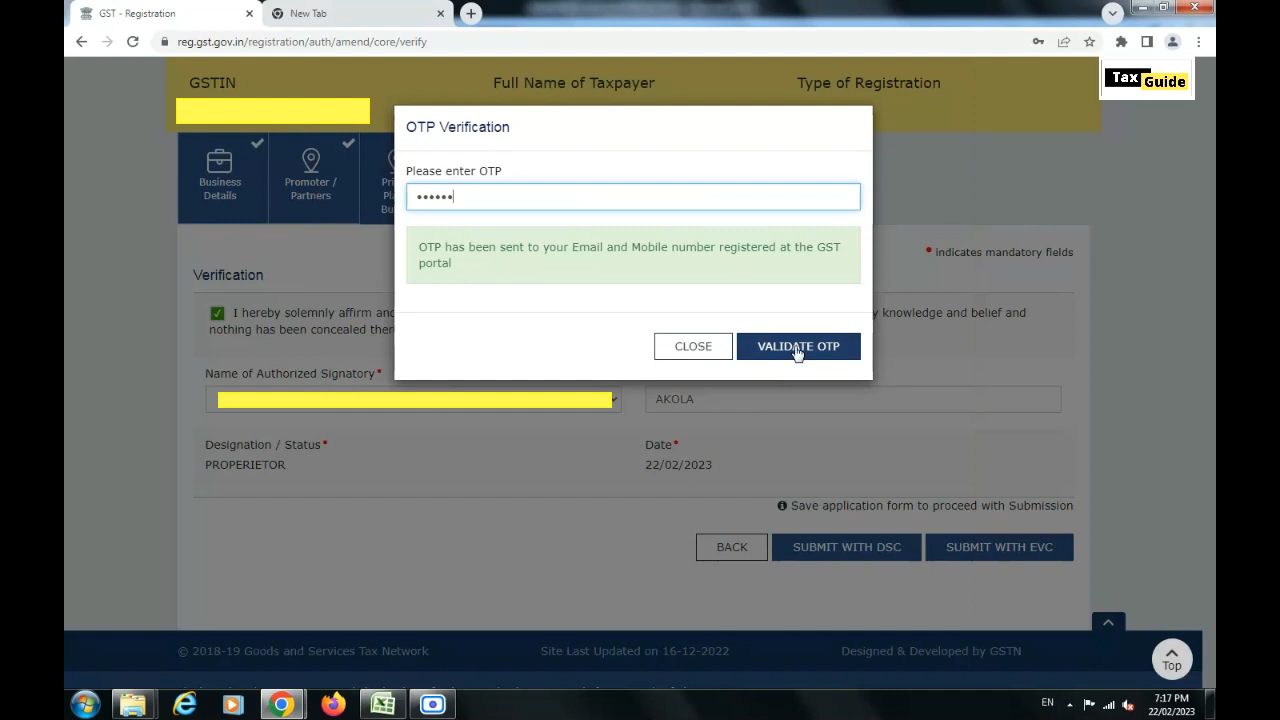 GST - Registration
New Tab
reg.gst.gov.in/registration/auth/amend/core/verify
Tax Guide
GSTIN
Full Name of Taxpayer
Type of Registration
Business
Details
Promoter /
Partners
OTP Verification
Please enter OTP
OTP has been sent to your Email and Mobile number registered at the GST
portal
CLOSE
VALIDATE OTP
* indicates mandatory fields
Verification
I hereby solemnly affirm and
y knowledge and belief and
nothing has been concealed
Name of Authorized Signatory*
AKOLA
Designation / Status*
PROPERIETOR
Date*
22/02/2023
Save application form to proceed with Submission
BACK
SUBMIT WITH DSC
SUBMIT WITH EVC
© 2018-19 Goods and Services Tax Network
Site Last Updated on 16-12-2022
Designed & Developed by GSTN
Top
EN
7:17 PM
22/02/2023